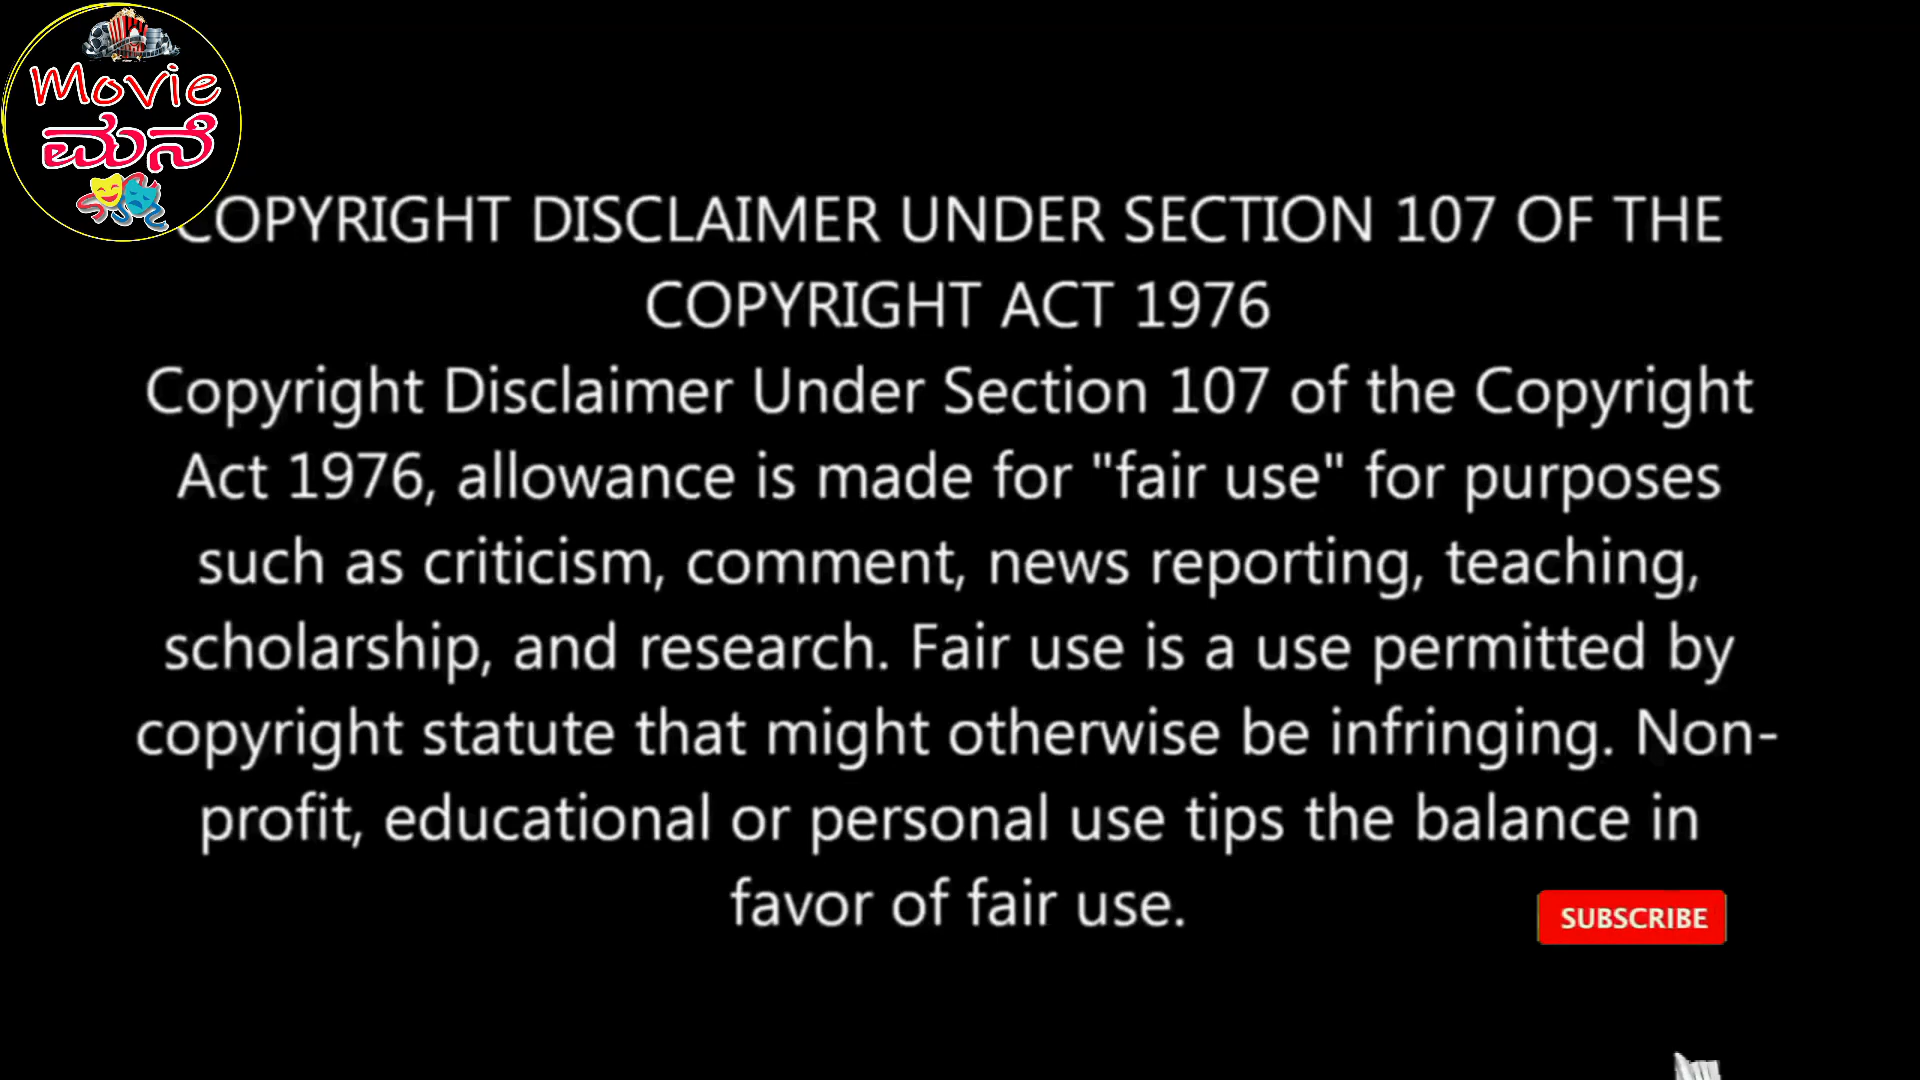 Movie
ಮನೆ
COPYRIGHT DISCLAIMER UNDER SECTION 107 OF THE
COPYRIGHT ACT 1976
Copyright Disclaimer Under Section 107 of the Copyright
Act 1976, allowance is made for "fair use" for purposes
such as criticism, comment, news reporting, teaching,
scholarship, and research. Fair use is a use permitted by
copyright statute that might otherwise be infringing. Non-
profit, educational or personal use tips the balance in
favor of fair use.
SUBSCRIBE